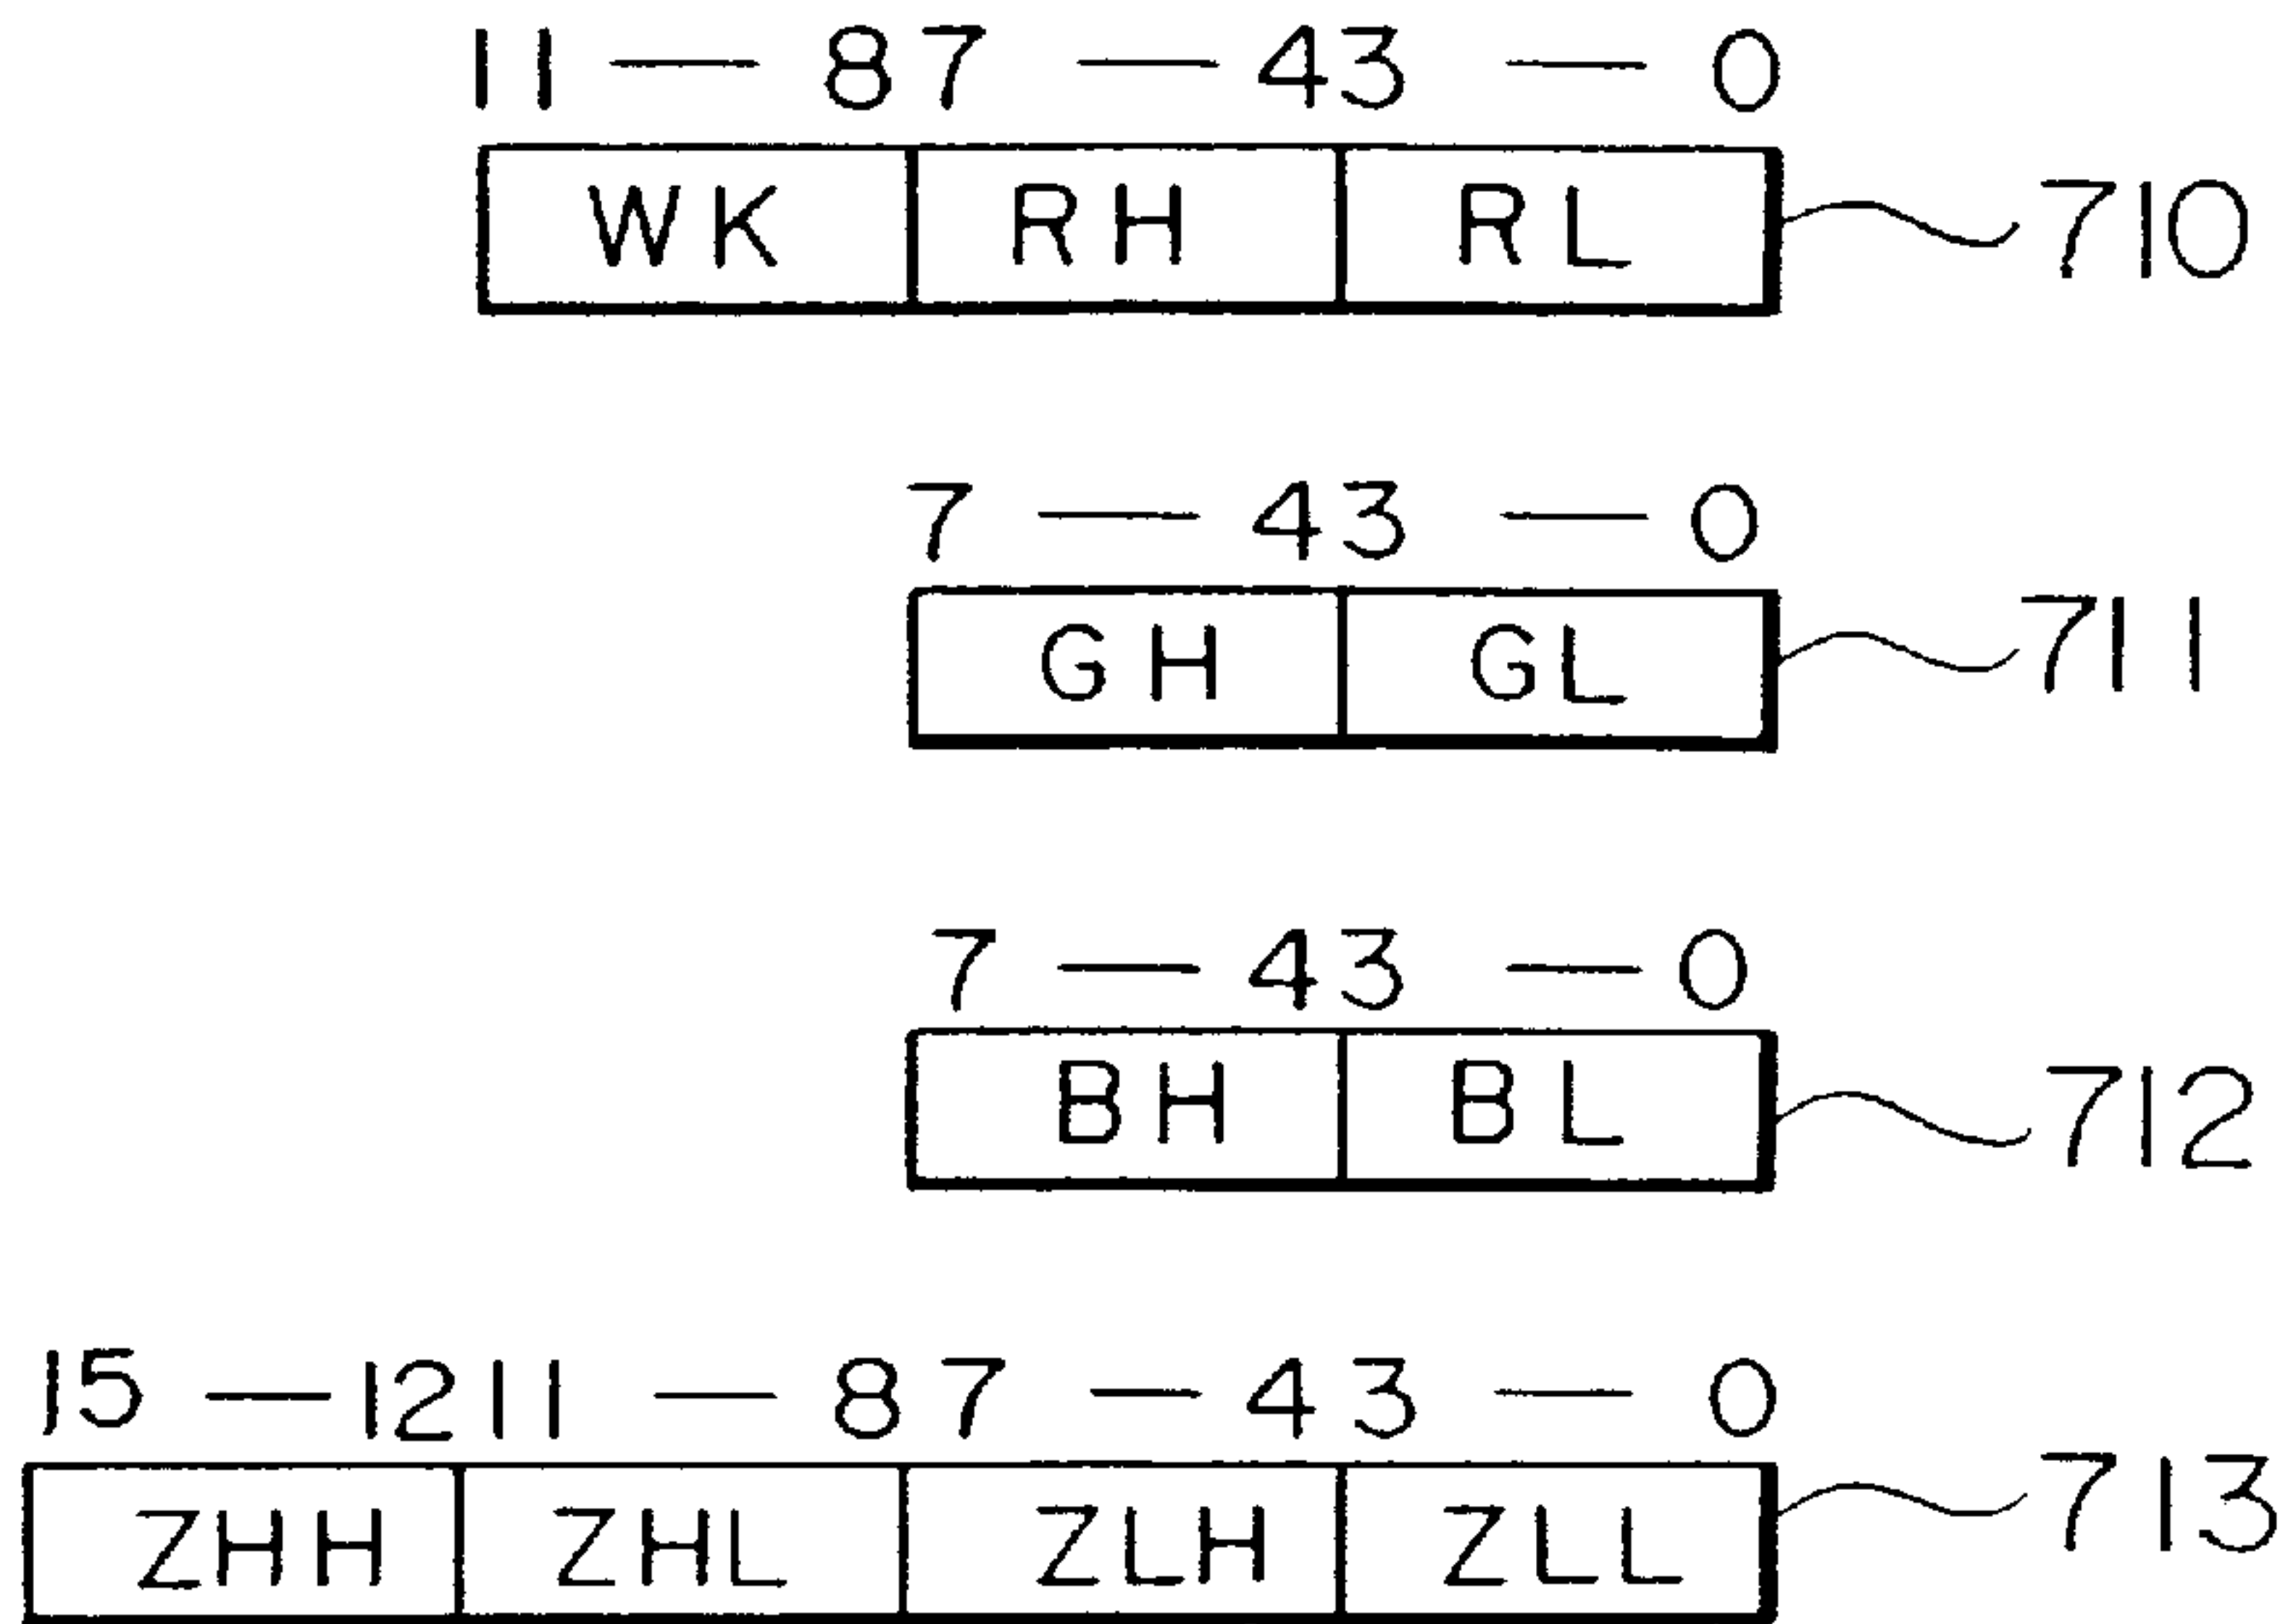 11 — 87 — 43 — 0
WK RH RL 710
7 — 43 — 0
GH GL 711
7 — 43 — 0
BH BL 712
15 — 1211 — 87 — 43 — 0
ZHH ZHL ZLH ZLL 713